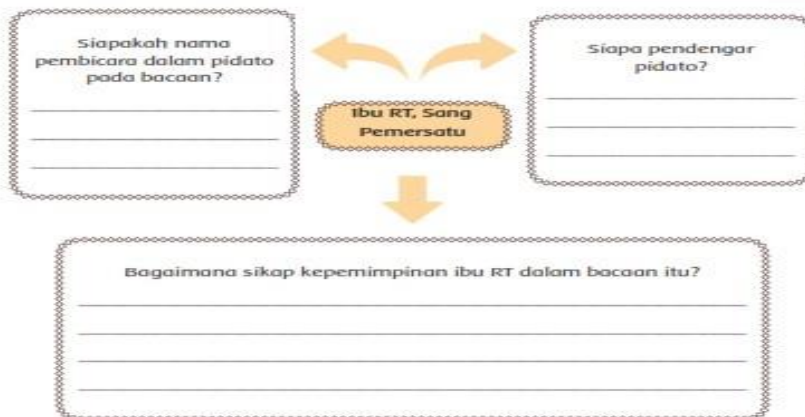 Siapakah nama
pembicara dalam pidato
pada bacaan?
Siapa pendengar
pidato?
Ibu RT, Sang
Pemersatu
Bagaimana sikap kepemimpinan ibu RT dalam bacaan itu?